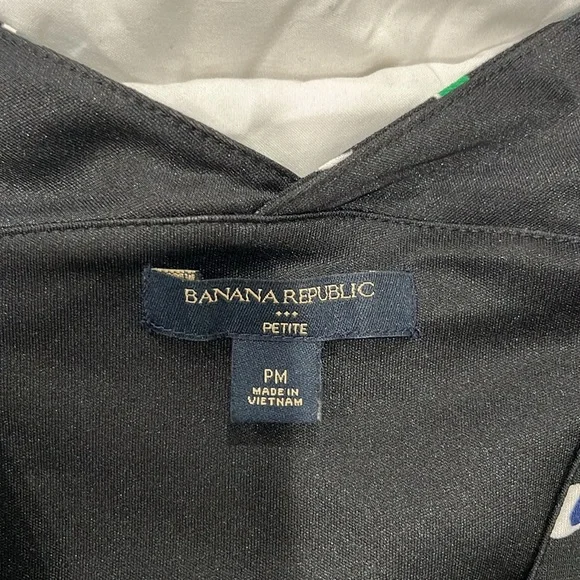 BANANA REPUBLIC
PETITE
PM
MADE IN
VIETNAM